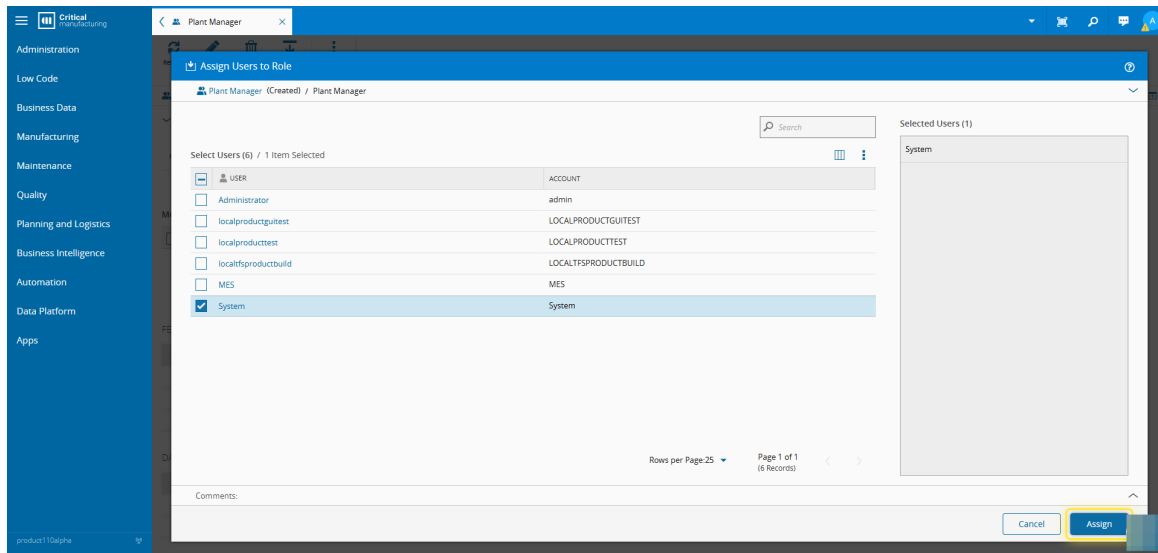 Critical
manufacturing
Plant Manager
A
Administration
Low Code
Business Data
Manufacturing
Maintenance
Quality
Planning and Logistics
Business Intelligence
Automation
Data Platform
Apps
product110alpha
Assign Users to Role
Plant Manager (Created) / Plant Manager
Search
Select Users (6) / 1 Item Selected
USER ACCOUNT
Administrator admin
localproductguitest LOCALPRODUCTGUITEST
localproducttest LOCALPRODUCTTEST
localtfsproductbuild LOCALTFSPRODUCTBUILD
MES MES
System System
Rows per Page:25 Page 1 of 1
(6 Records)
Selected Users (1)
System
Comments:
Cancel Assign